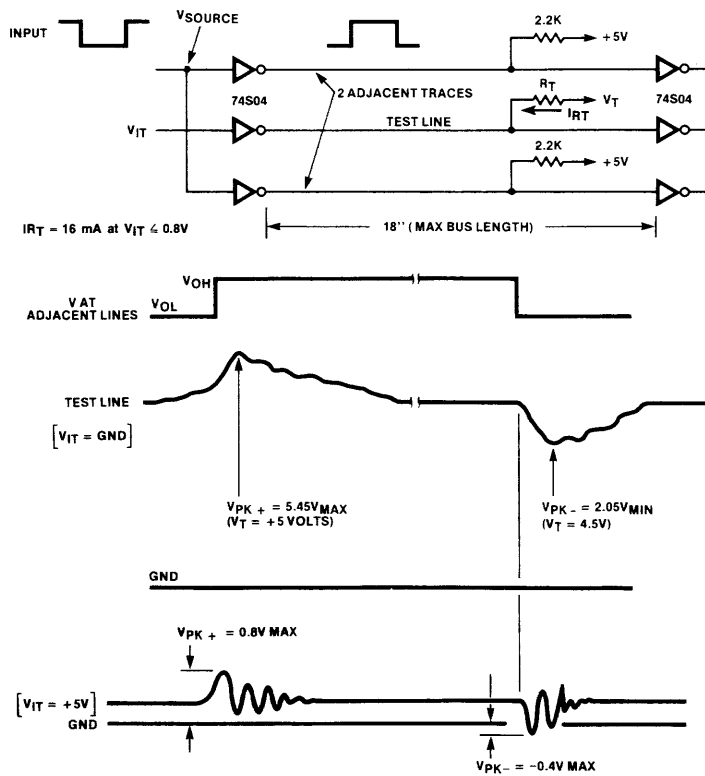 INPUT
VSOURCE
2.2K
+5V
2 ADJACENT TRACES
RT
VT
74S04
74S04
IRT
VIT
TEST LINE
2.2K
+5V
IRT = 16 mA at VIT ≤ 0.8V
18" (MAX BUS LENGTH)
VOH
V AT
ADJACENT LINES
VOL
TEST LINE
[VIT = GND]
VPK + = 5.45VMAX
(VT = +5 VOLTS)
VPK − = 2.05VMIN
(VT = 4.5V)
GND
VPK + = 0.8V MAX
[VIT = +5V]
GND
VPK− = −0.4V MAX